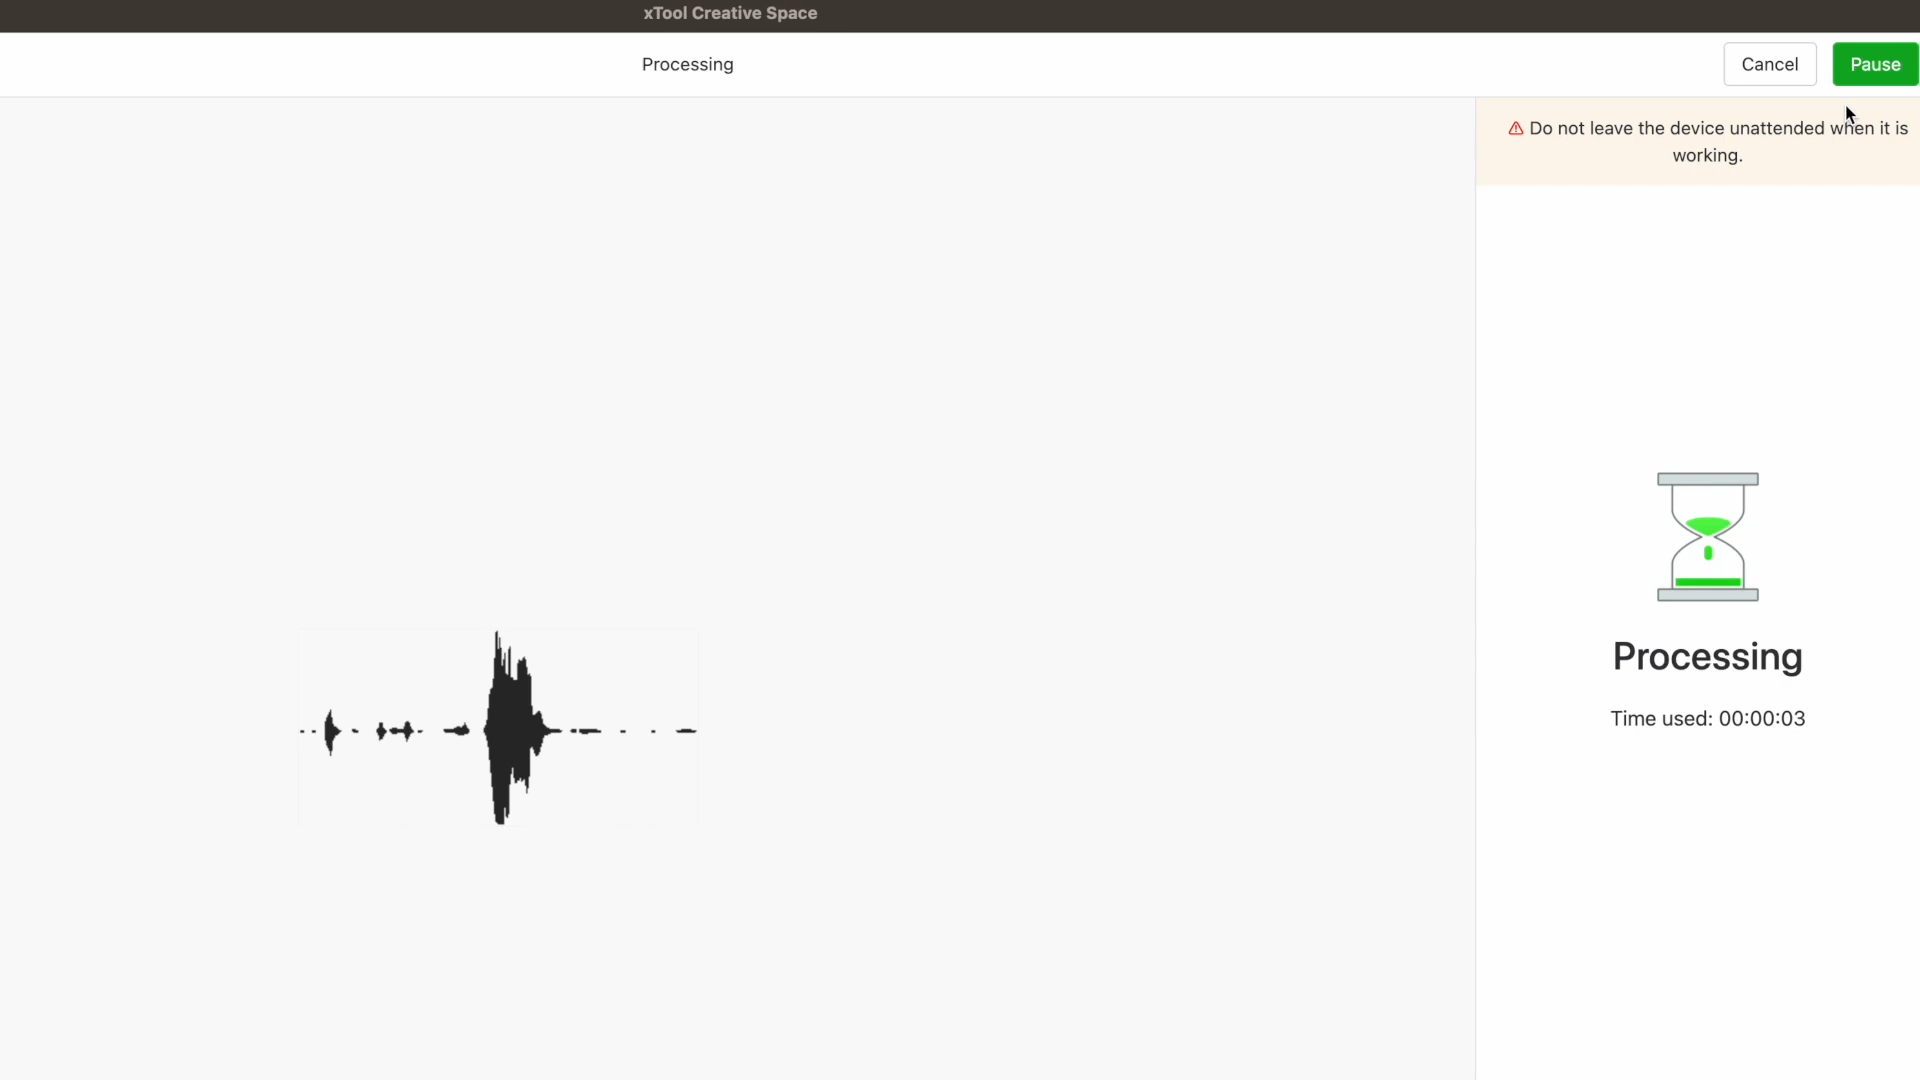 xTool Creative Space
Processing
Cancel
Pause
Do not leave the device unattended when it is
working.
Processing
Time used: 00:00:03